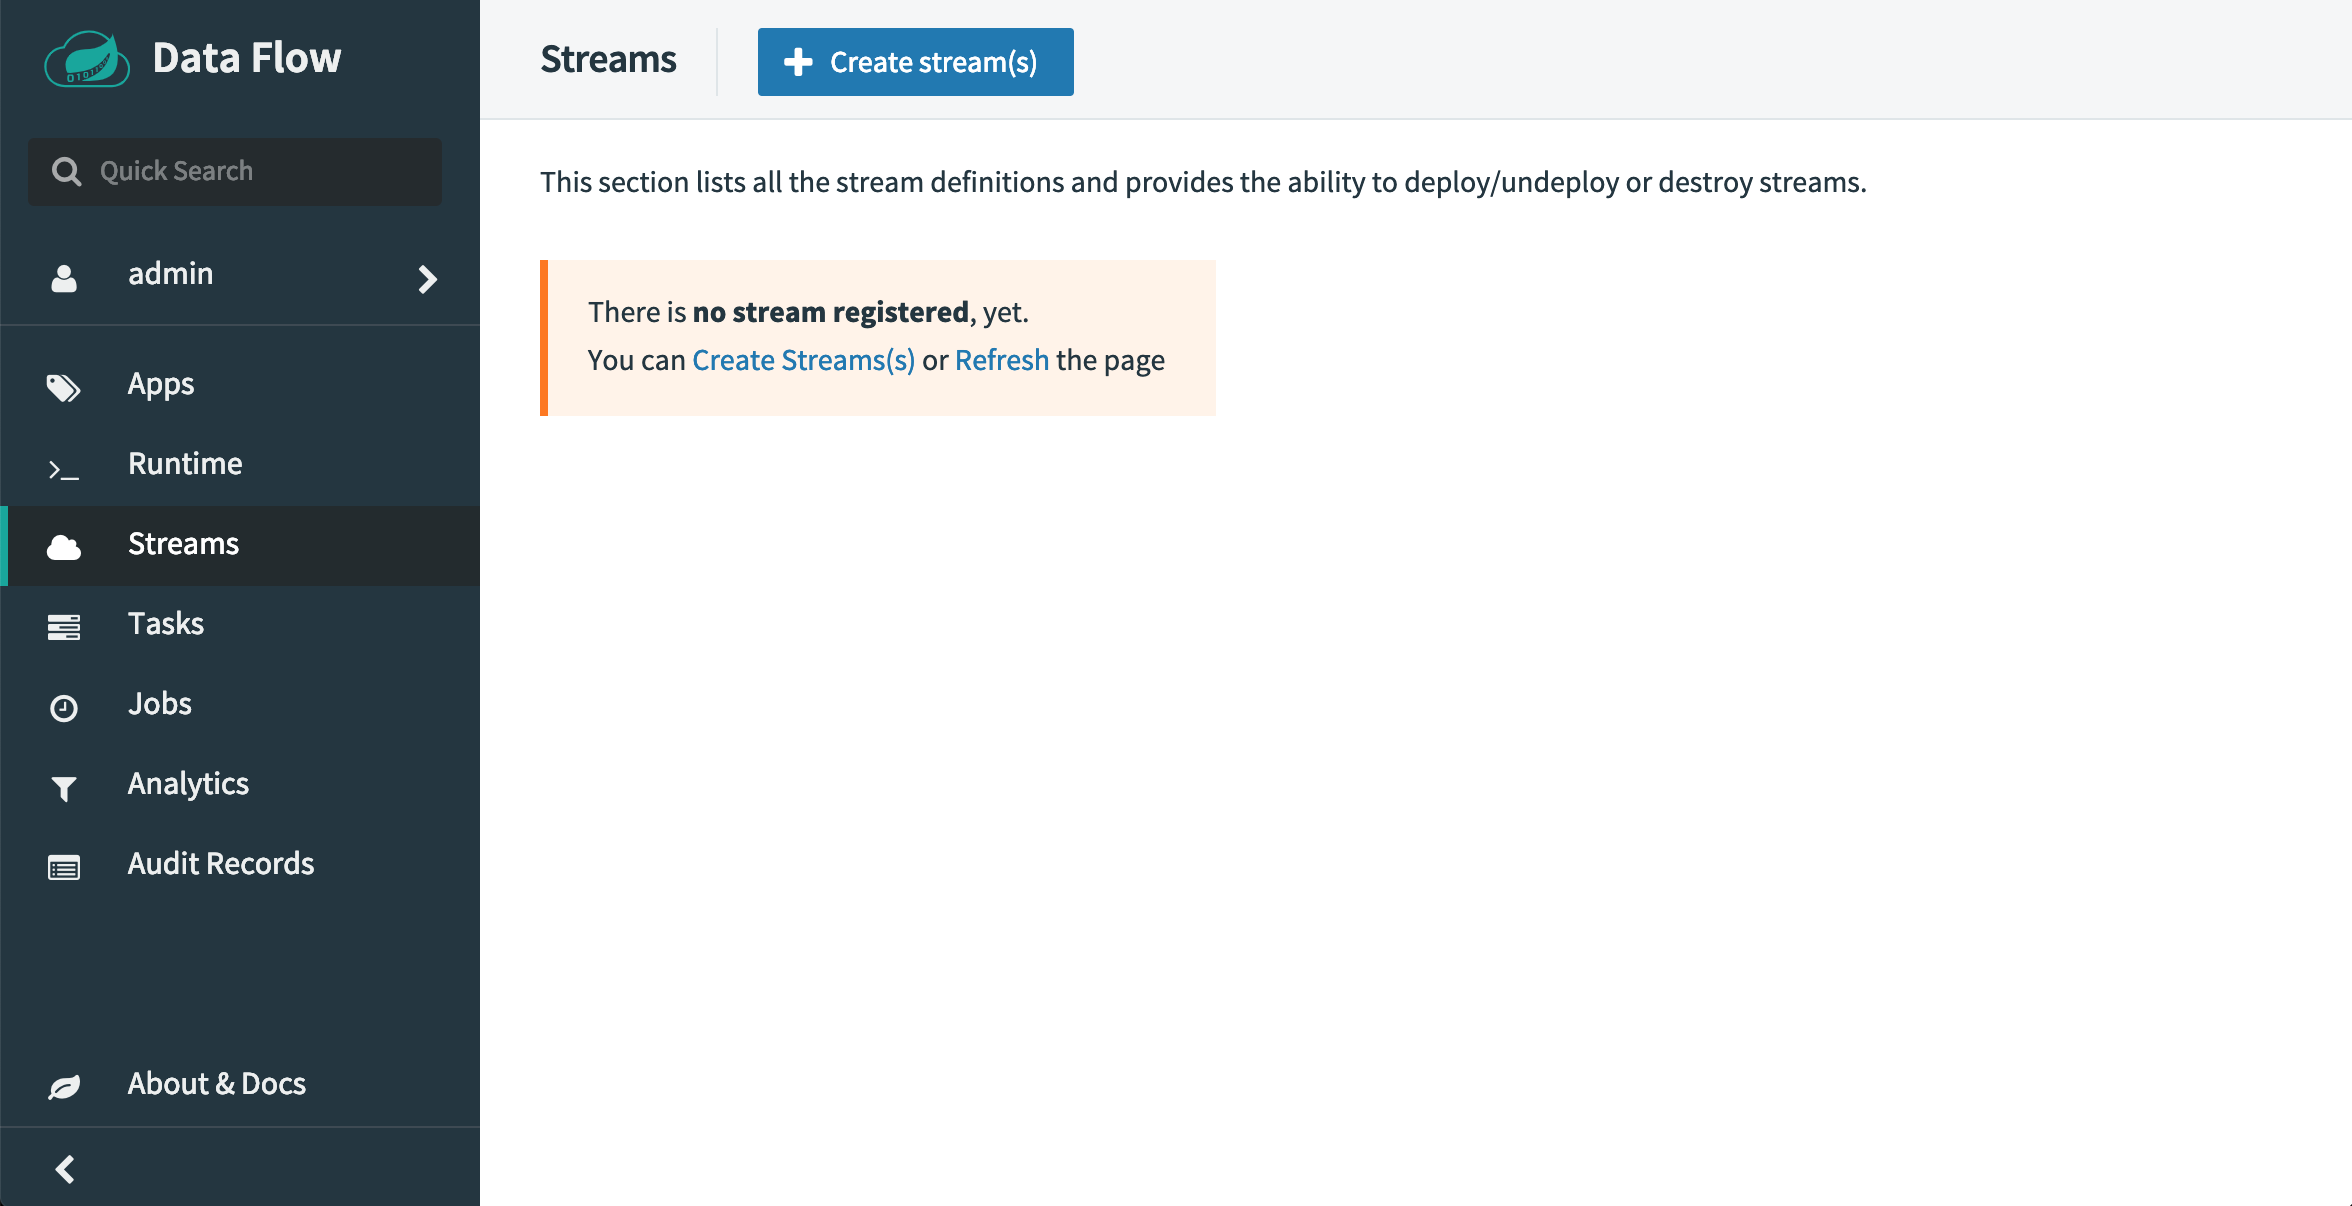 Data Flow
Quick Search
admin
Apps
Runtime
Streams
Tasks
Jobs
Analytics
Audit Records
About & Docs
Streams
Create stream(s)
This section lists all the stream definitions and provides the ability to deploy/undeploy or destroy streams.
There is no stream registered, yet.
You can Create Streams(s) or Refresh the page